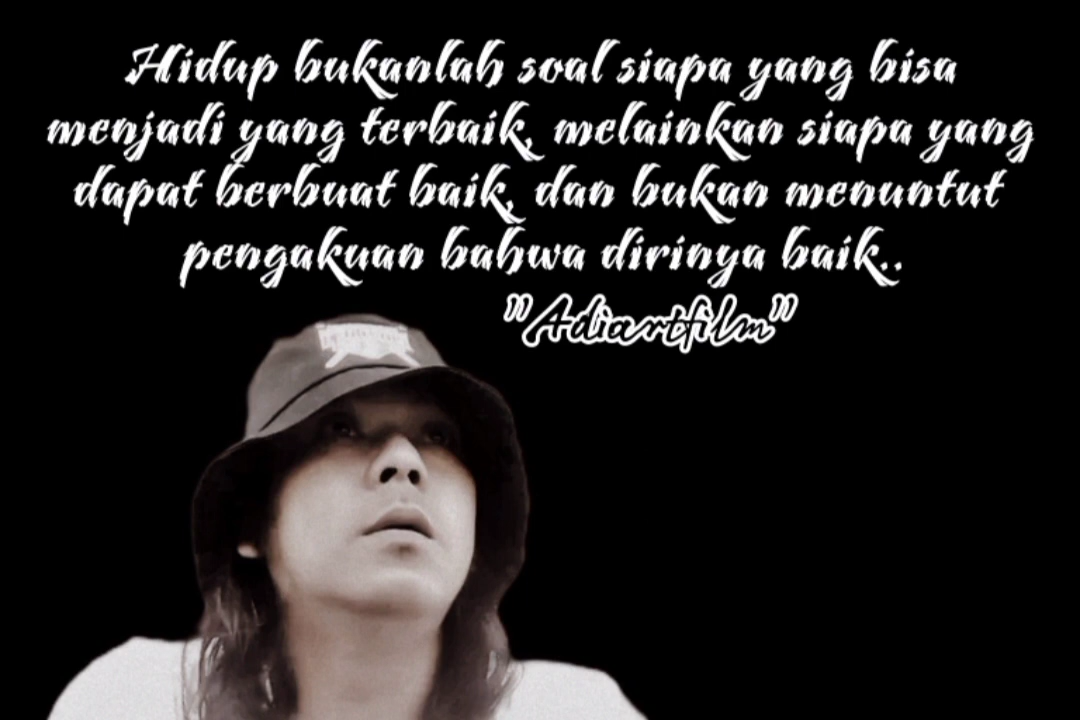 Hidup bukanlah soal siapa yang bisa
menjadi yang terbaik, melainkan siapa yang
dapat berbuat baik, dan bukan menuntut
pengakuan bahwa dirinya baik..
"Adiartfilm"